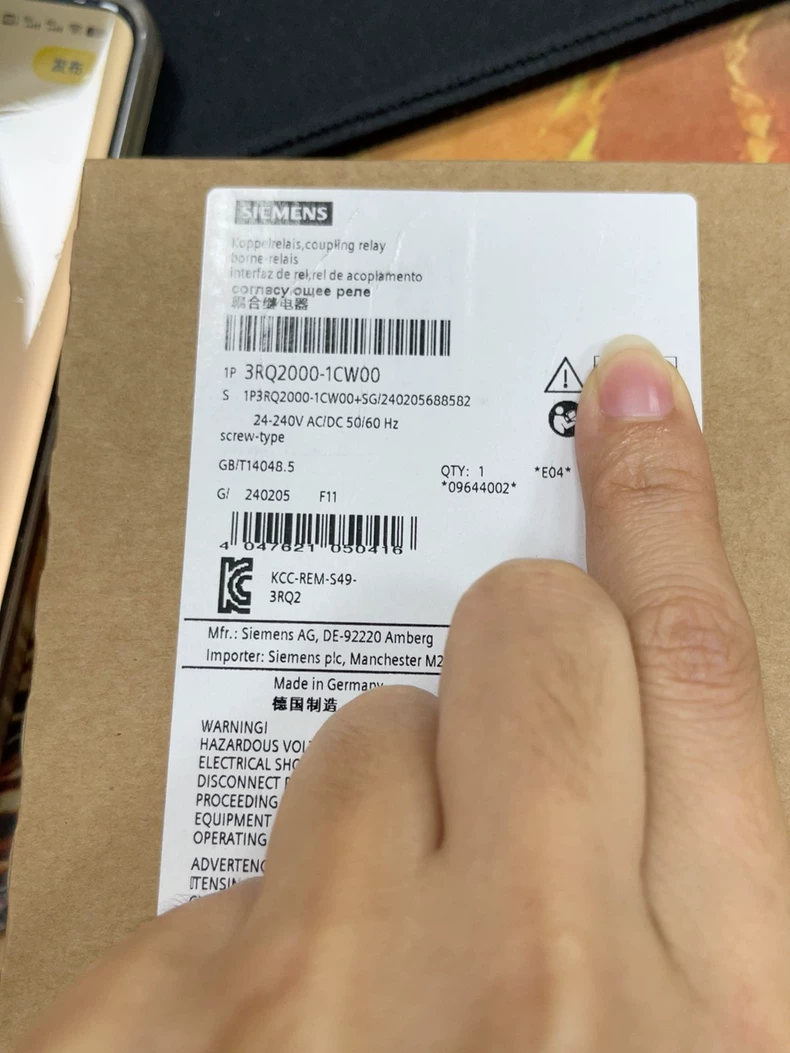 发布
SIEMENS
Koppelrelais,coupling relay
borne-relais
interfaz de rel,rel de acoplamento
согласу ющее реле
耦合继电器
1P 3RQ2000-1CW00
S 1P3RQ2000-1CW00+SG/240205688582
24-240V AC/DC 50/60 Hz
screw-type
GB/T14048.5
QTY: 1 *E04*
*09644002*
G/ 240205 F11
4 047621 050416
KCC-REM-S49-
3RQ2
Mfr.: Siemens AG, DE-92220 Amberg
Importer: Siemens plc, Manchester M2
Made in Germany
德国制造
WARNING!
HAZARDOUS VOL
ELECTRICAL SHO
DISCONNECT
PROCEEDING
EQUIPMENT
OPERATING
ADVERTENC
TENSIN